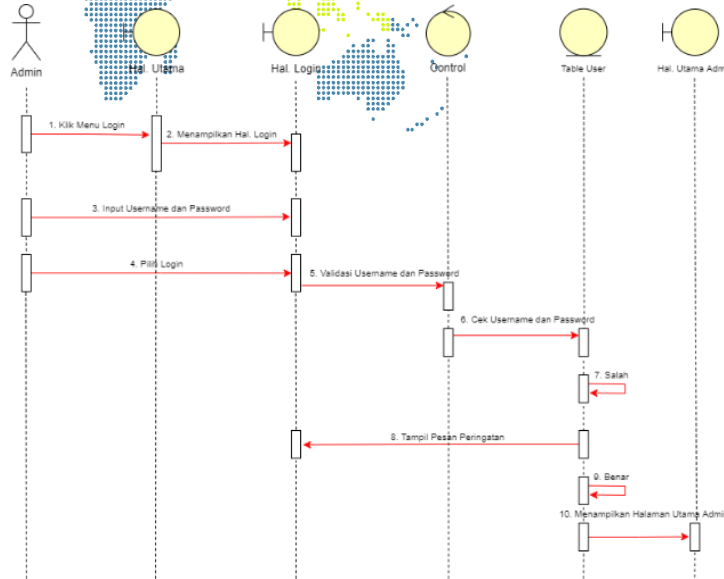 Admin
Hal. Utama
Hal. Login
Control
Table User
Hal. Utama Admi
1. Klik Menu Login
2. Menampilkan Hal. Login
3. Input Username dan Password
4. Pilih Login
5. Validasi Username dan Password
6. Cek Username dan Password
7. Salah
8. Tampil Pesan Peringatan
9. Benar
10. Menampilkan Halaman Utama Admi